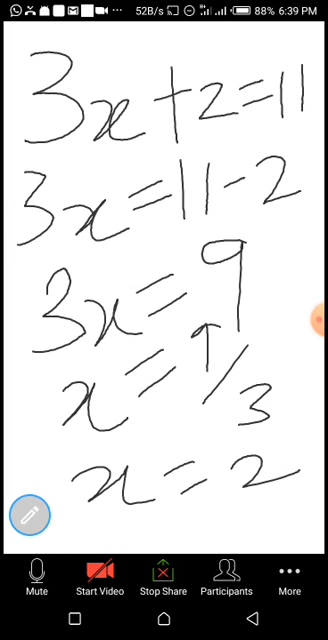 52B/s 88% 6:39 PM
3x+2=11
3x=11-2
3x=9
x=9/3
x=2
Mute Start Video Stop Share Participants More